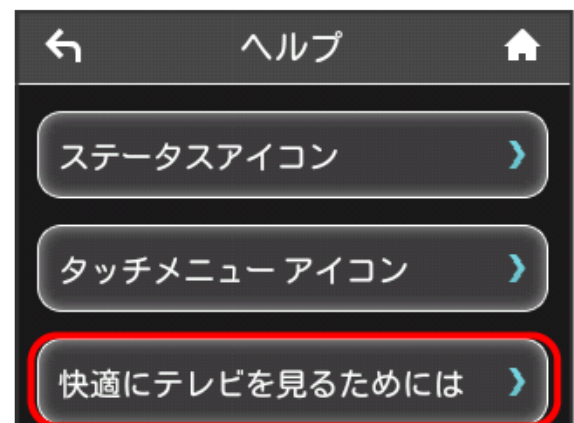 ヘルプ
ステータスアイコン
タッチメニュー アイコン
快適にテレビを見るためには